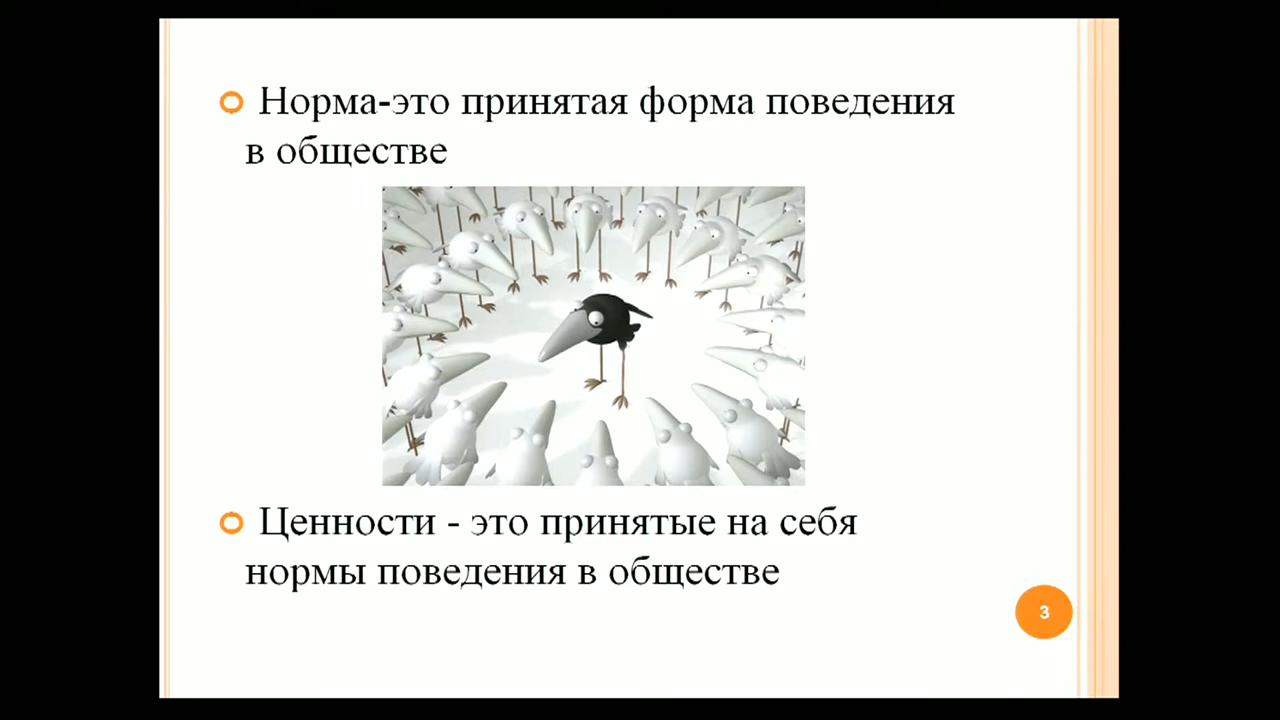 Норма-это принятая форма поведения
в обществе
Ценности - это принятые на себя
нормы поведения в обществе
3